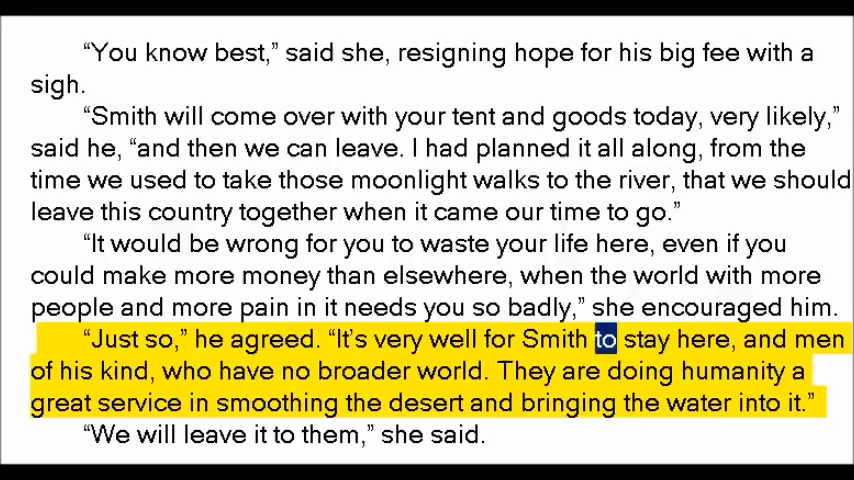 “You know best,” said she, resigning hope for his big fee with a
sigh.
“Smith will come over with your tent and goods today, very likely,”
said he, “and then we can leave. I had planned it all along, from the
time we used to take those moonlight walks to the river, that we should
leave this country together when it came our time to go.”
“It would be wrong for you to waste your life here, even if you
could make more money than elsewhere, when the world with more
people and more pain in it needs you so badly,” she encouraged him.
“Just so,” he agreed. “It’s very well for Smith to stay here, and men
of his kind, who have no broader world. They are doing humanity a
great service in smoothing the desert and bringing the water into it.”
“We will leave it to them,” she said.